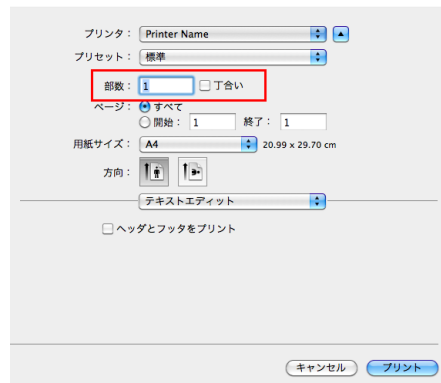 プリンタ： Printer Name
プリセット： 標準
部数： 1 丁合い
ページ： すべて
開始： 1 終了： 1
用紙サイズ： A4 20.99 x 29.70 cm
方向：
テキストエディット
ヘッダとフッタをプリント
キャンセル プリント